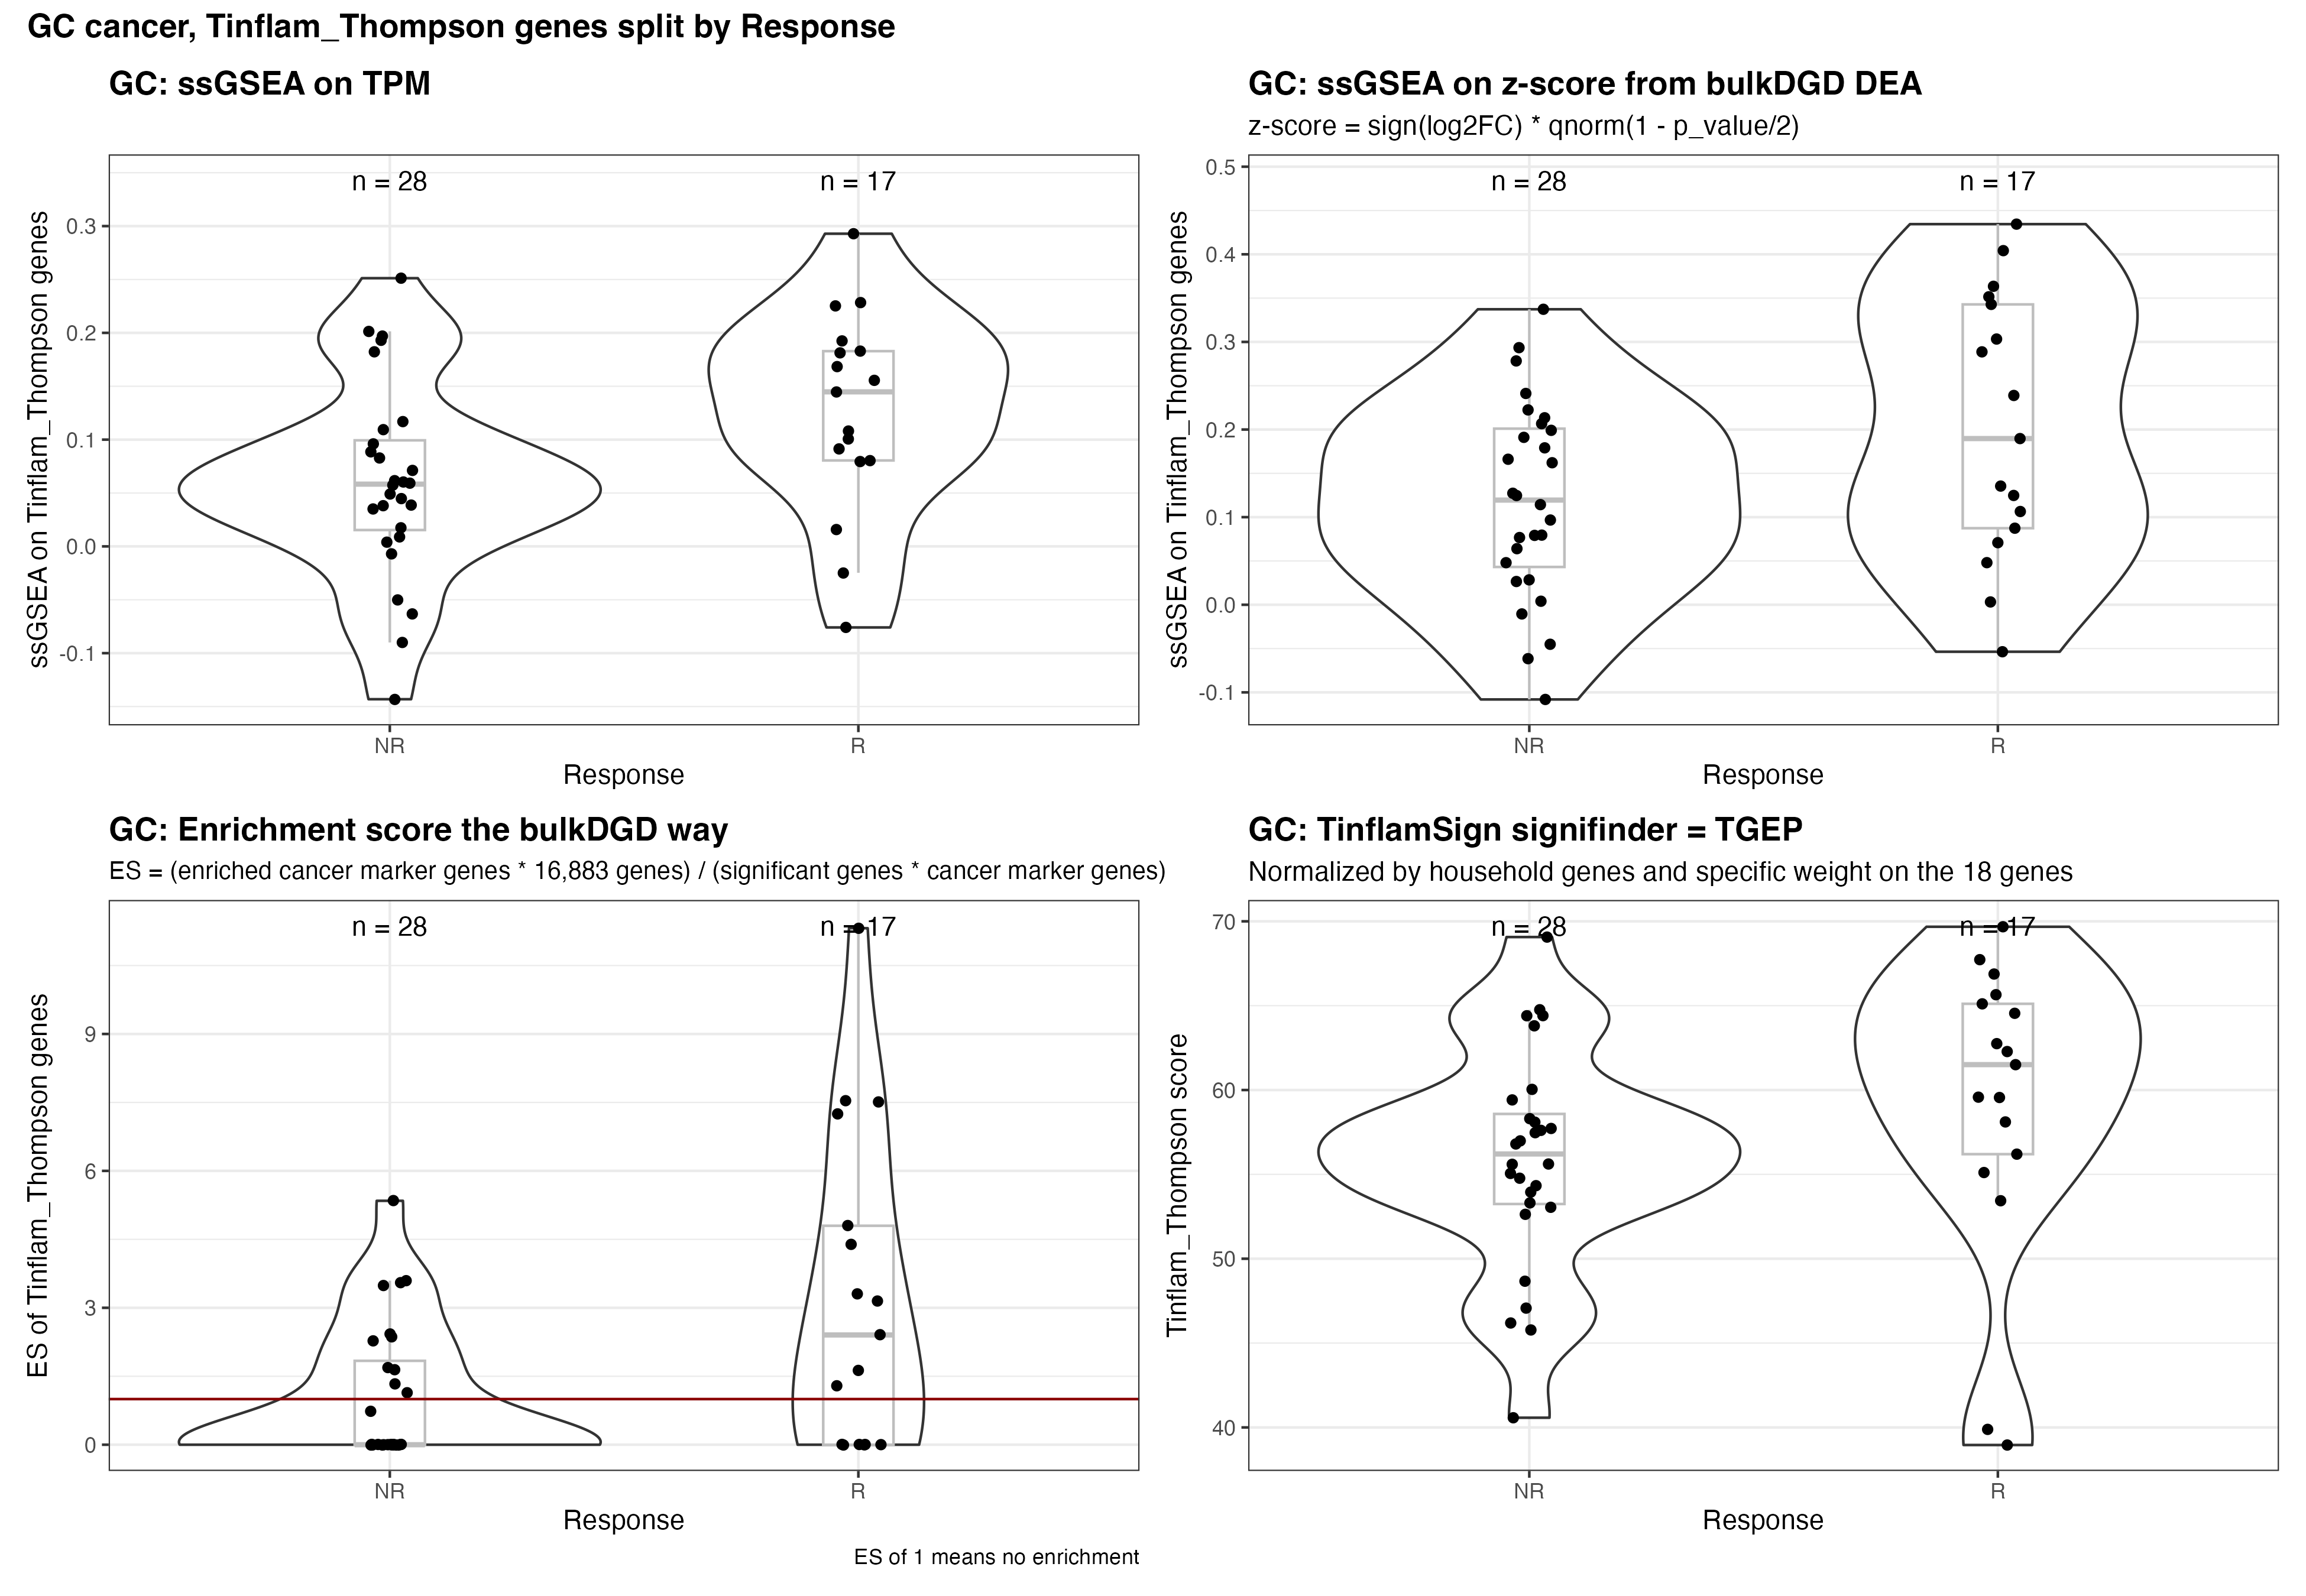 GC cancer, Tinflam_Thompson genes split by Response
GC: ssGSEA on TPM
n = 28
n = 17
0.3
0.2
0.1
0.0
-0.1
ssGSEA on Tinflam_Thompson genes
NR
R
Response
GC: ssGSEA on z-score from bulkDGD DEA
z-score = sign(log2FC) * qnorm(1 - p_value/2)
n = 28
n = 17
0.5
0.4
0.3
0.2
0.1
0.0
-0.1
ssGSEA on Tinflam_Thompson genes
NR
R
Response
GC: Enrichment score the bulkDGD way
ES = (enriched cancer marker genes * 16,883 genes) / (significant genes * cancer marker genes)
n = 28
n = 17
9
6
3
0
ES of Tinflam_Thompson genes
NR
R
Response
ES of 1 means no enrichment
GC: TinflamSign signifinder = TGEP
Normalized by household genes and specific weight on the 18 genes
n = 28
n = 17
70
60
50
40
Tinflam_Thompson score
NR
R
Response